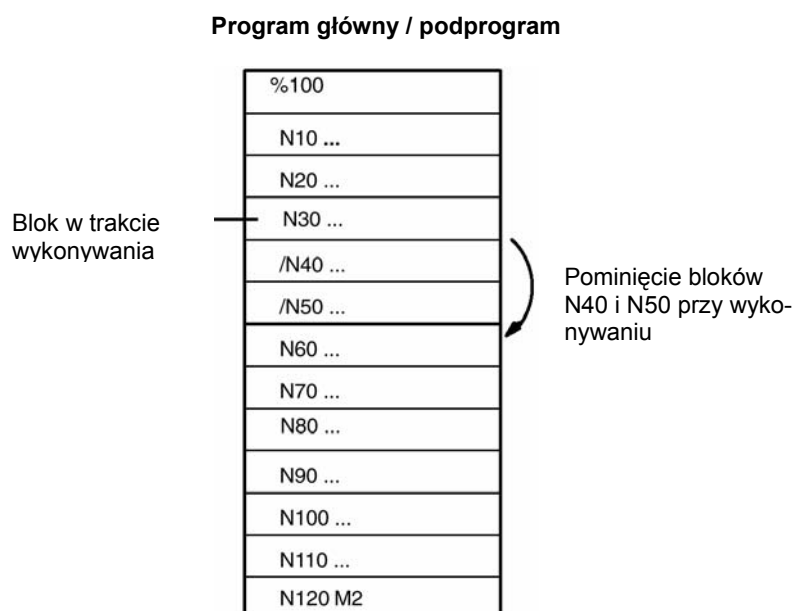 Program główny / podprogram
%100
N10 ...
N20 ...
Blok w trakcie
wykonywania
N30 ...
/N40 ...
/N50 ...
Pominięcie bloków
N40 i N50 przy wyko-
nywaniu
N60 ...
N70 ...
N80 ...
N90 ...
N100 ...
N110 ...
N120 M2